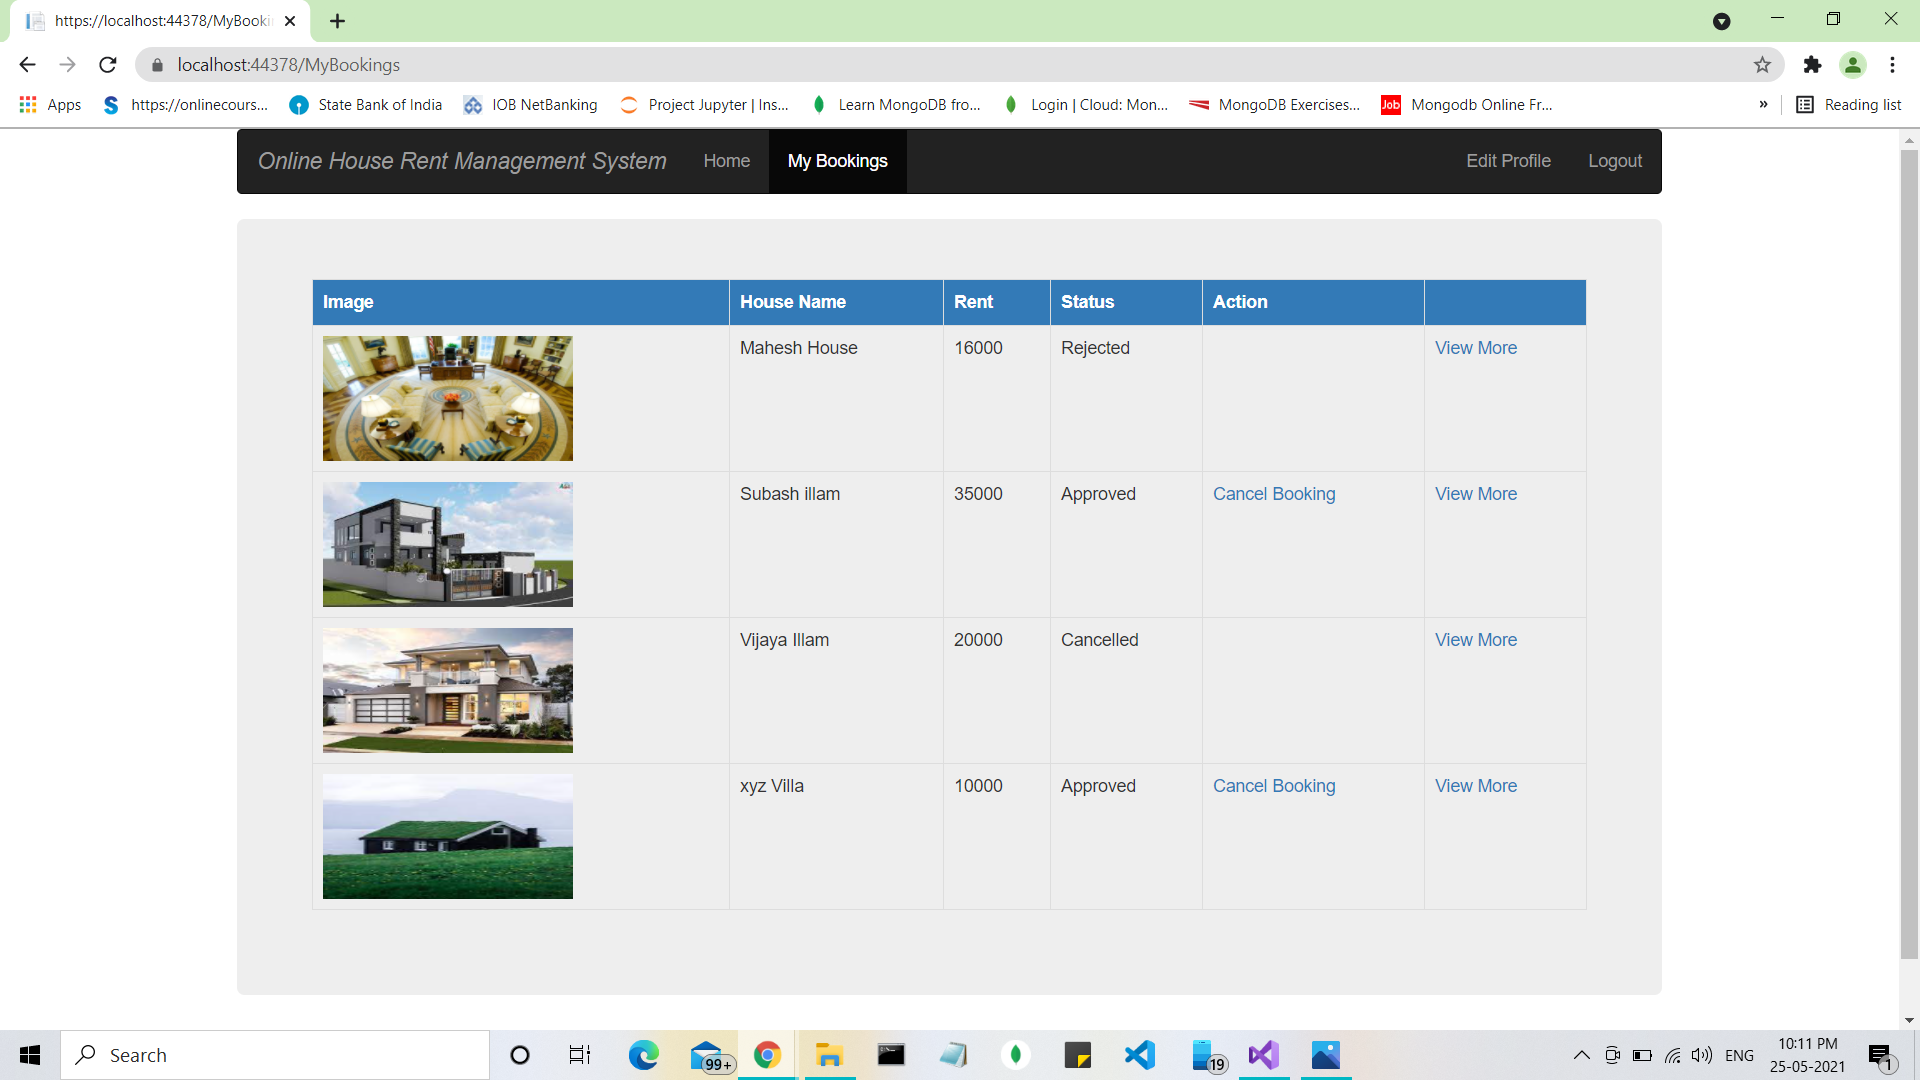 https://localhost:44378/MyBooki
localhost:44378/MyBookings
Apps https://onlinecours... State Bank of India IOB NetBanking Project Jupyter | Ins... Learn MongoDB fro... Login | Cloud: Mon... MongoDB Exercises... Job Mongodb Online Fr... » Reading list
Online House Rent Management System Home My Bookings Edit Profile Logout
Image House Name Rent Status Action
Mahesh House 16000 Rejected View More
Subash illam 35000 Approved Cancel Booking View More
Vijaya Illam 20000 Cancelled View More
xyz Villa 10000 Approved Cancel Booking View More
Search 99+ 19 ENG 10:11 PM
25-05-2021 1